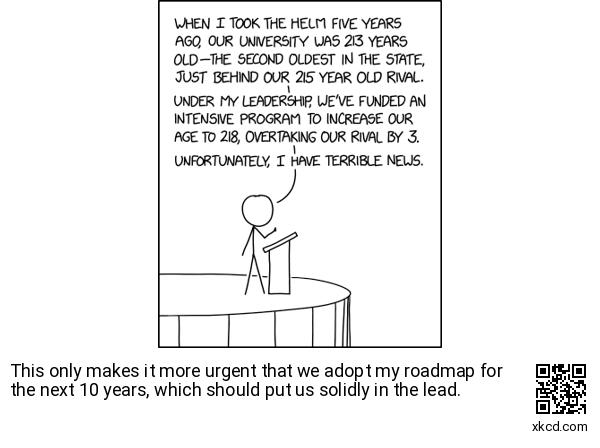 WHEN I TOOK THE HELM FIVE YEARS
AGO, OUR UNIVERSITY WAS 213 YEARS
OLD—THE SECOND OLDEST IN THE STATE,
JUST BEHIND OUR 215 YEAR OLD RIVAL.
UNDER MY LEADERSHIP, WE'VE FUNDED AN
INTENSIVE PROGRAM TO INCREASE OUR
AGE TO 218, OVERTAKING OUR RIVAL BY 3.
UNFORTUNATELY, I HAVE TERRIBLE NEWS.
This only makes it more urgent that we adopt my roadmap for
the next 10 years, which should put us solidly in the lead.
xkcd.com